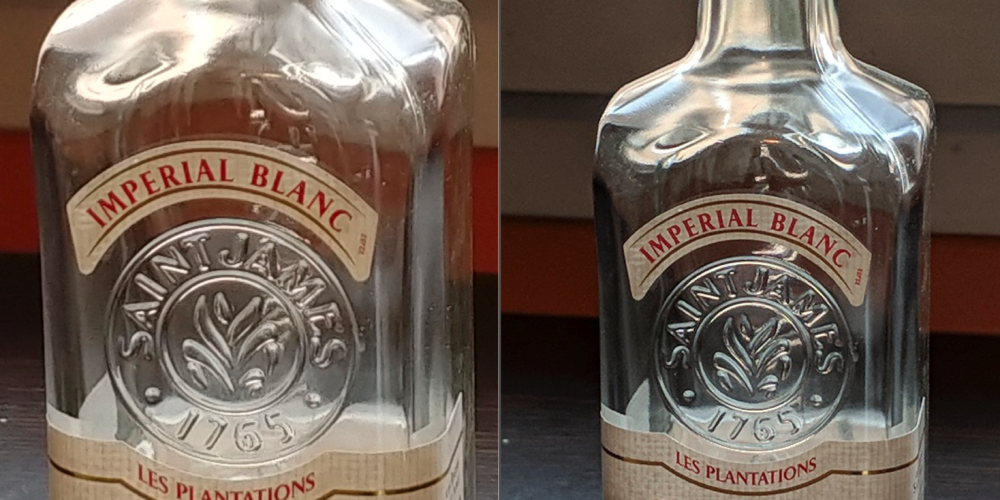 IMPERIAL BLANC
SAINT JAMES
1765
LES PLANTATIONS
IMPERIAL BLANC
SAINT JAMES
1765
LES PLANTATIONS